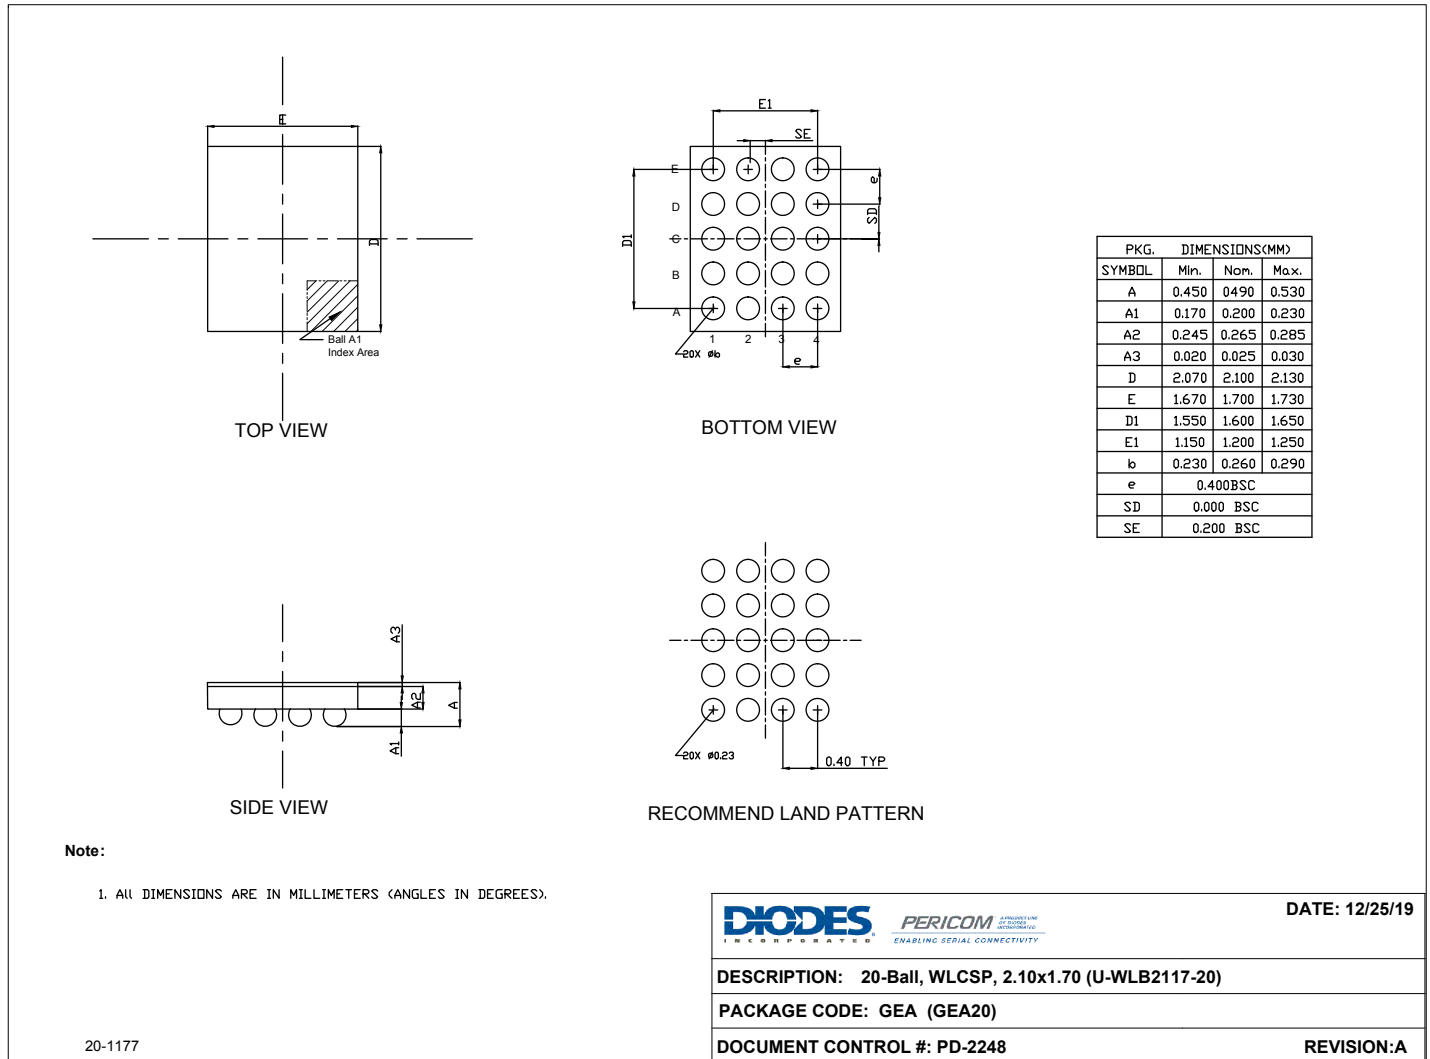 E
D
Ball A1
Index Area
TOP VIEW
E1
SE
E
D
C
B
A
D1
e
SD
1 2 3 4
20X øb
e
BOTTOM VIEW
PKG. DIMENSIONS(MM)
SYMBOL Min. Nom. Max.
A 0.450 0490 0.530
A1 0.170 0.200 0.230
A2 0.245 0.265 0.285
A3 0.020 0.025 0.030
D 2.070 2.100 2.130
E 1.670 1.700 1.730
D1 1.550 1.600 1.650
E1 1.150 1.200 1.250
b 0.230 0.260 0.290
e 0.400BSC
SD 0.000 BSC
SE 0.200 BSC
A3
A2
A
A1
SIDE VIEW
20X ø0.23
0.40 TYP
RECOMMEND LAND PATTERN
Note:
1. All DIMENSIONS ARE IN MILLIMETERS (ANGLES IN DEGREES).
20-1177
DIODES®
INCORPORATED
PERICOM®
A PRODUCT LINE
OF DIODES
INCORPORATED
ENABLING SERIAL CONNECTIVITY
DATE: 12/25/19
DESCRIPTION: 20-Ball, WLCSP, 2.10x1.70 (U-WLB2117-20)
PACKAGE CODE: GEA (GEA20)
DOCUMENT CONTROL #: PD-2248
REVISION:A